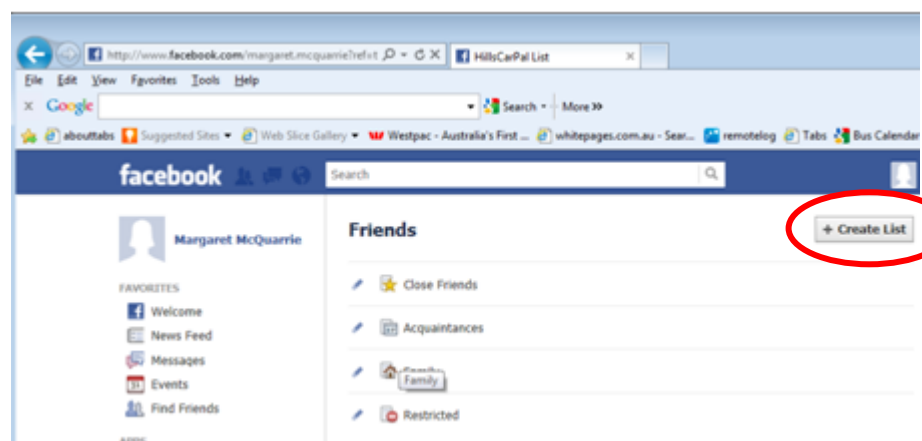 http://www.facebook.com/margaret.mcquarrie?ref=t
HillsCarPal List
File Edit View Favorites Tools Help
x Google Search More »
abouttabs Suggested Sites Web Slice Gallery Westpac - Australia's First ... whitepages.com.au - Sear... remotelog Tabs Bus Calendar
facebook Search
Margaret McQuarrie
Friends
+ Create List
FAVORITES
Close Friends
Welcome
News Feed
Acquaintances
Messages
Family
Events
Find Friends
Restricted